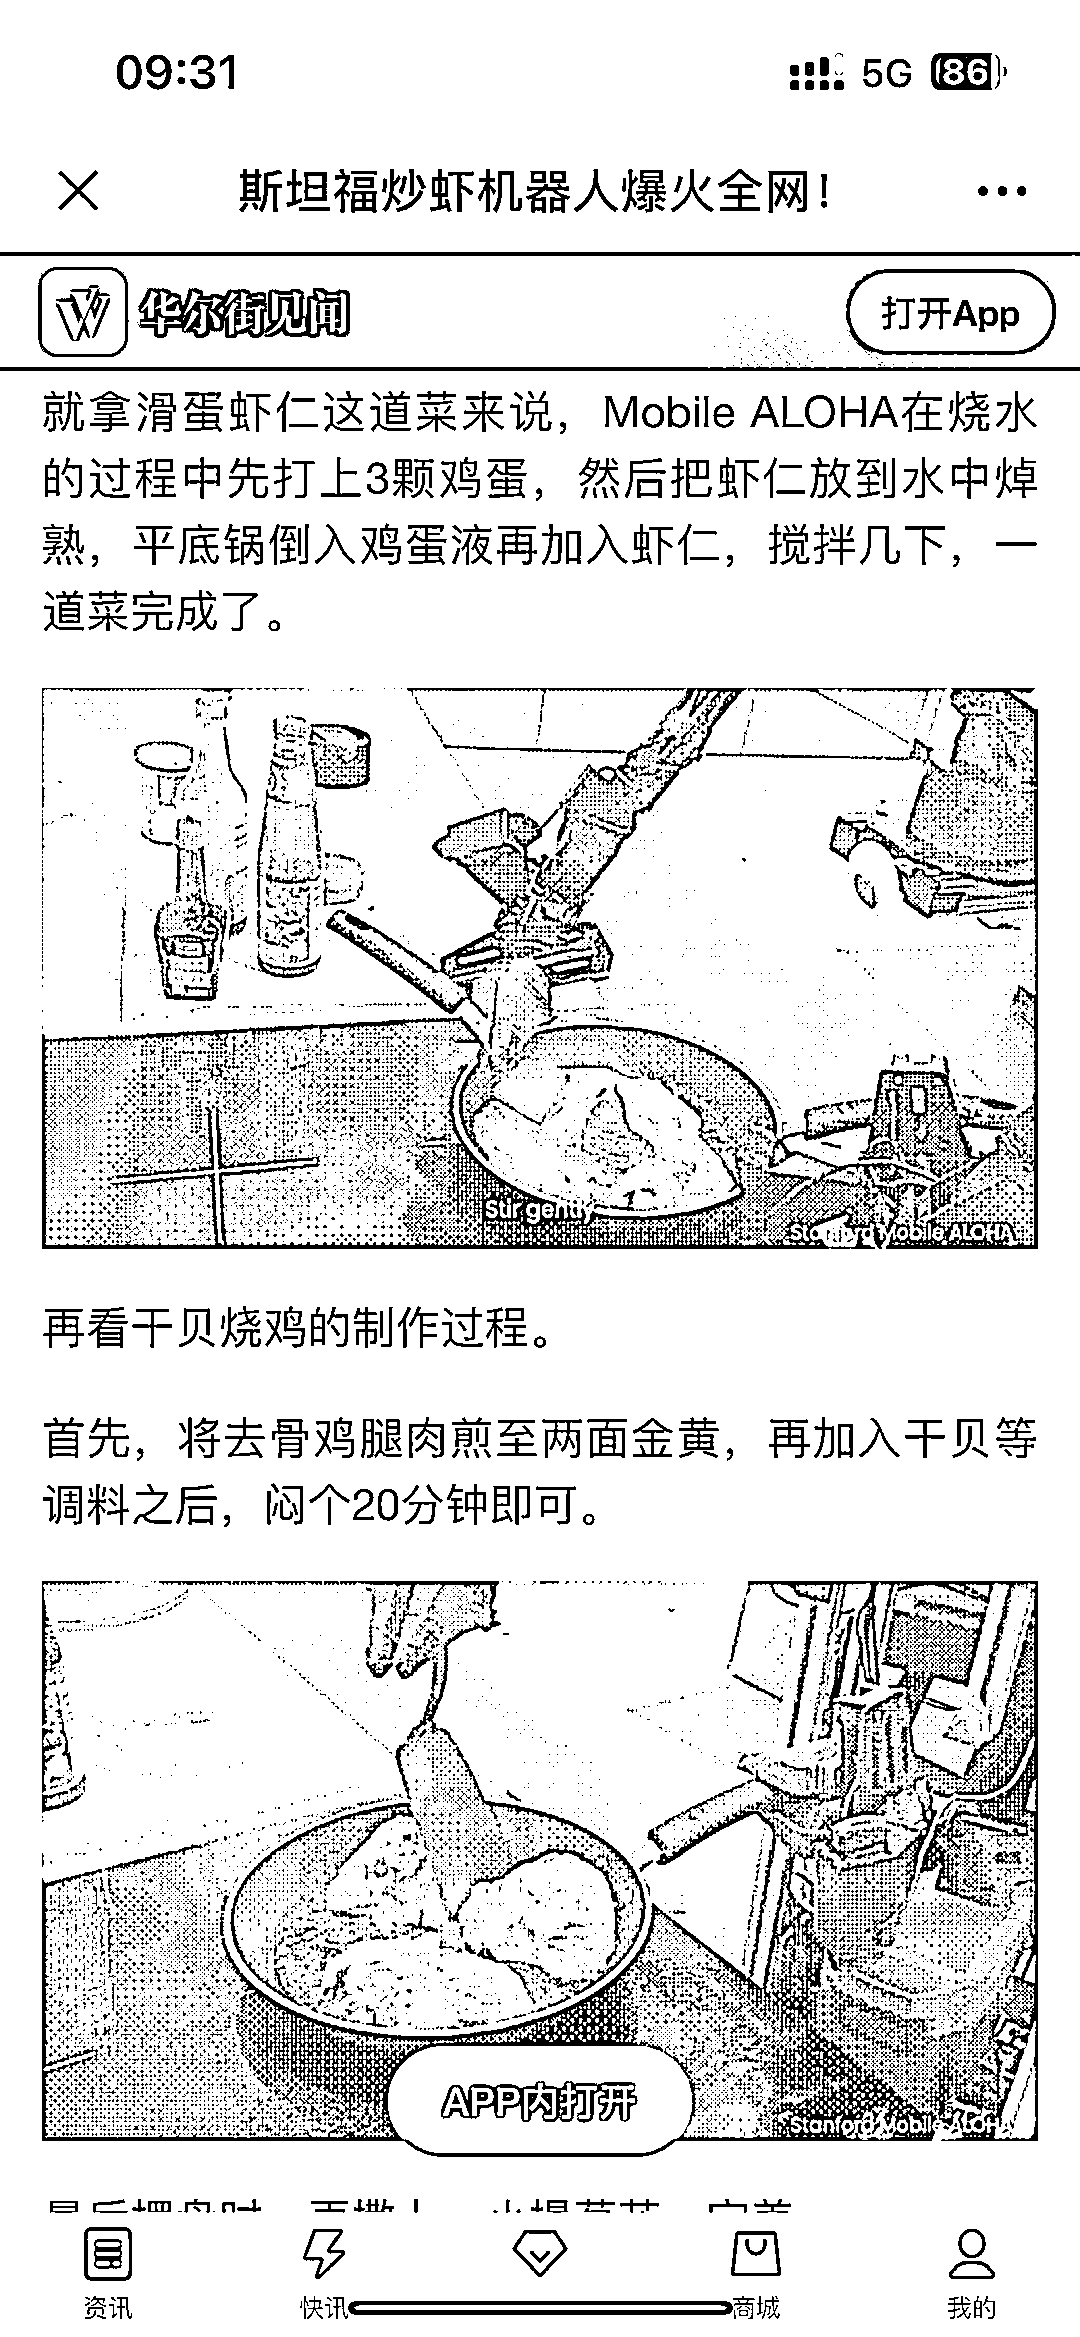 09:31
5G 86
斯坦福炒虾机器人爆火全网！
华尔街见闻
打开App
就拿滑蛋虾仁这道菜来说，Mobile ALOHA在烧水
的过程中先打上3颗鸡蛋，然后把虾仁放到水中焯
熟，平底锅倒入鸡蛋液再加入虾仁，搅拌几下，一
道菜完成了。
Stir gently
Stanford Mobile ALOHA
再看干贝烧鸡的制作过程。
首先，将去骨鸡腿肉煎至两面金黄，再加入干贝等
调料之后，闷个20分钟即可。
APP内打开
Stanford Mobile
资讯
快讯
商城
我的